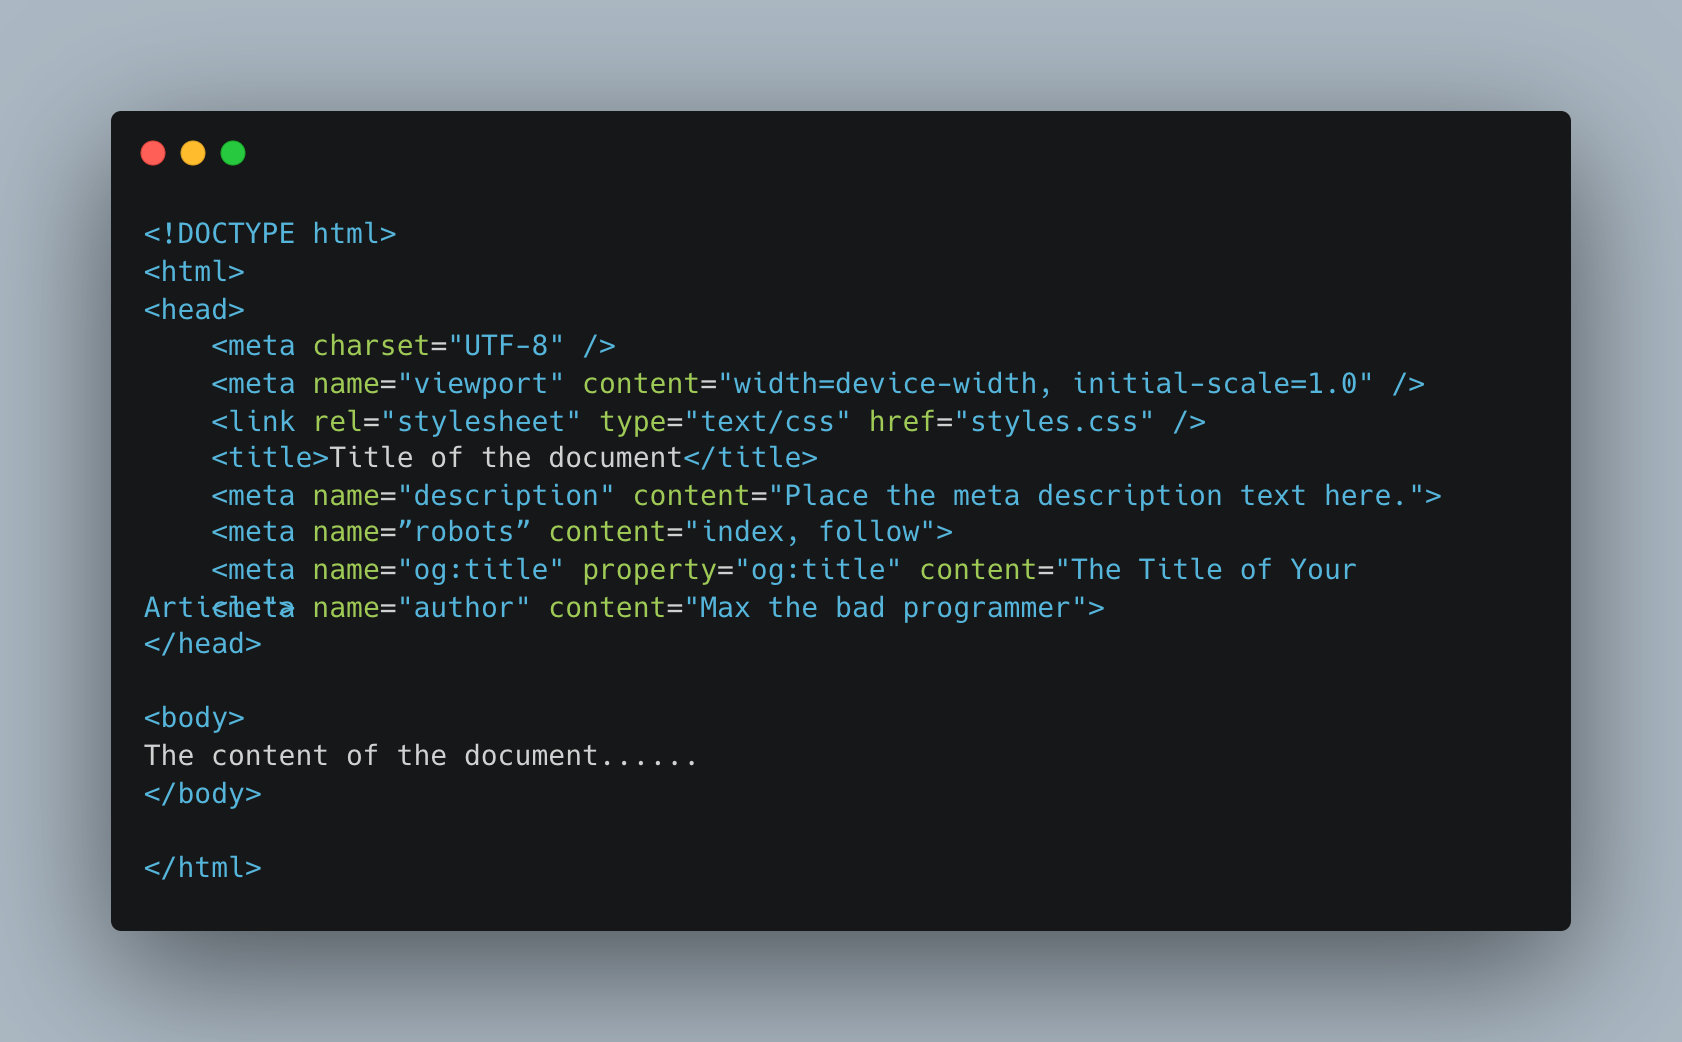 <!DOCTYPE html>
<html>
<head>
    <meta charset="UTF-8" />
    <meta name="viewport" content="width=device-width, initial-scale=1.0" />
    <link rel="stylesheet" type="text/css" href="styles.css" />
    <title>Title of the document</title>
    <meta name="description" content="Place the meta description text here.">
    <meta name=”robots” content="index, follow">
    <meta name="og:title" property="og:title" content="The Title of Your
Article">
    <meta name="author" content="Max the bad programmer">
</head>

<body>
The content of the document......
</body>

</html>